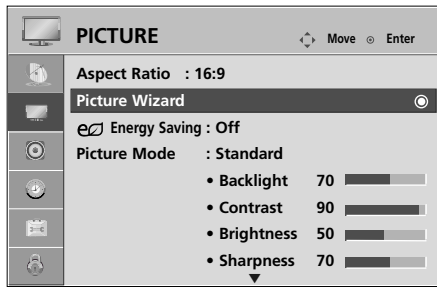 PICTURE Move Enter
Aspect Ratio : 16:9
Picture Wizard
Energy Saving : Off
Picture Mode : Standard
• Backlight 70
• Contrast 90
• Brightness 50
• Sharpness 70